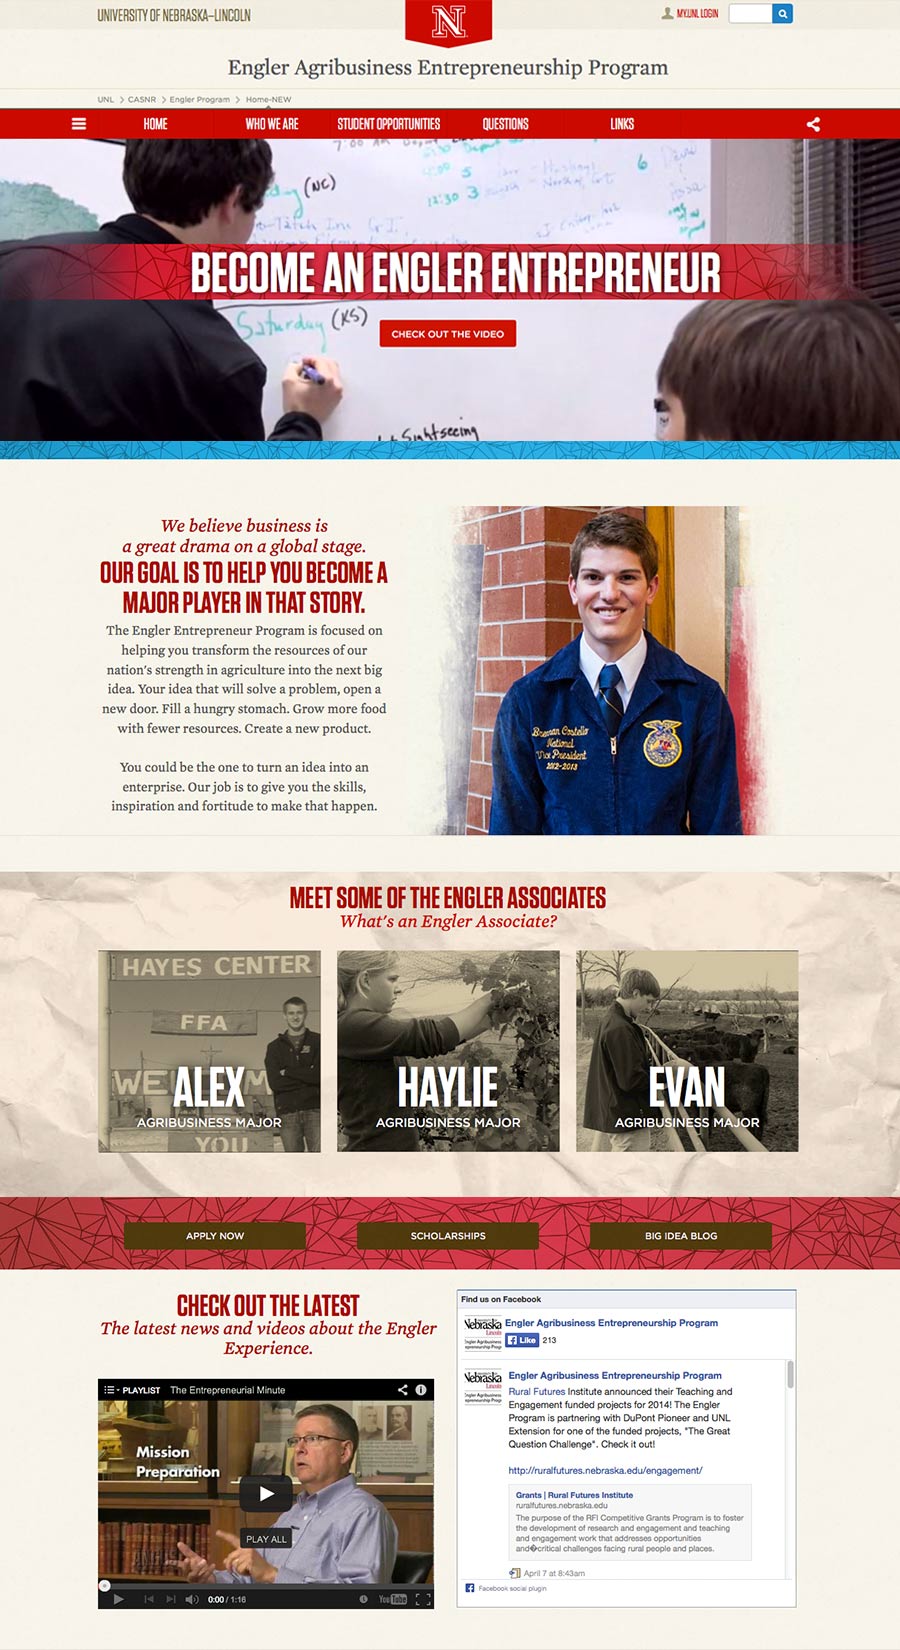 UNIVERSITY OF NEBRASKA–LINCOLN
N
MY.UNL LOGIN
Engler Agribusiness Entrepreneurship Program
UNL > CASNR > Engler Program > Home-NEW
HOME
WHO WE ARE
STUDENT OPPORTUNITIES
QUESTIONS
LINKS
(NC)
12:30 3
6
BECOME AN ENGLER ENTREPRENEUR
Saturday (KS)
CHECK OUT THE VIDEO
Sightseeing
We believe business is
a great drama on a global stage.
OUR GOAL IS TO HELP YOU BECOME A
MAJOR PLAYER IN THAT STORY.
The Engler Entrepreneur Program is focused on
helping you transform the resources of our
nation's strength in agriculture into the next big
idea. Your idea that will solve a problem, open a
new door. Fill a hungry stomach. Grow more food
with fewer resources. Create a new product.
You could be the one to turn an idea into an
enterprise. Our job is to give you the skills,
inspiration and fortitude to make that happen.
Brennan Costello
National
Vice President
2012-2013
MEET SOME OF THE ENGLER ASSOCIATES
What's an Engler Associate?
HAYES CENTER
FFA
YOU
ALEX
AGRIBUSINESS MAJOR
HAYLIE
AGRIBUSINESS MAJOR
EVAN
AGRIBUSINESS MAJOR
APPLY NOW
SCHOLARSHIPS
BIG IDEA BLOG
CHECK OUT THE LATEST
The latest news and videos about the Engler
Experience.
PLAYLIST The Entrepreneurial Minute
Mission
Preparation
PLAY ALL
0:00 / 1:16
YouTube
Find us on Facebook
Nebraska
Lincoln
Engler Agribusiness Entrepreneurship Program
Like 213
Nebraska
Lincoln
Engler Agribusiness Entrepreneurship Program
Rural Futures Institute announced their Teaching and
Engagement funded projects for 2014! The Engler
Program is partnering with DuPont Pioneer and UNL
Extension for one of the funded projects, "The Great
Question Challenge". Check it out!
http://ruralfutures.nebraska.edu/engagement/
Grants | Rural Futures Institute
ruralfutures.nebraska.edu
The purpose of the RFI Competitive Grants Program is to foster
the development of research and engagement and teaching
and engagement work that addresses opportunities
and�critical challenges facing rural people and places.
April 7 at 8:43am
Facebook social plugin